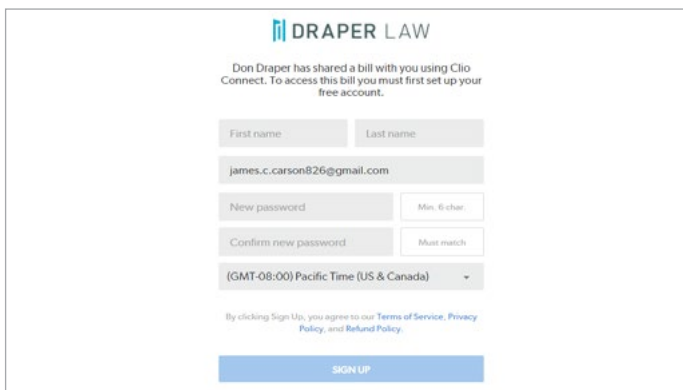 DRAPER LAW
Don Draper has shared a bill with you using Clio
Connect. To access this bill you must first set up your
free account.
First name Last name
james.c.carson826@gmail.com
New password Min. 6 char.
Confirm new password Must match
(GMT-08:00) Pacific Time (US & Canada)
By clicking Sign Up, you agree to our Terms of Service, Privacy
Policy, and Refund Policy.
SIGN UP